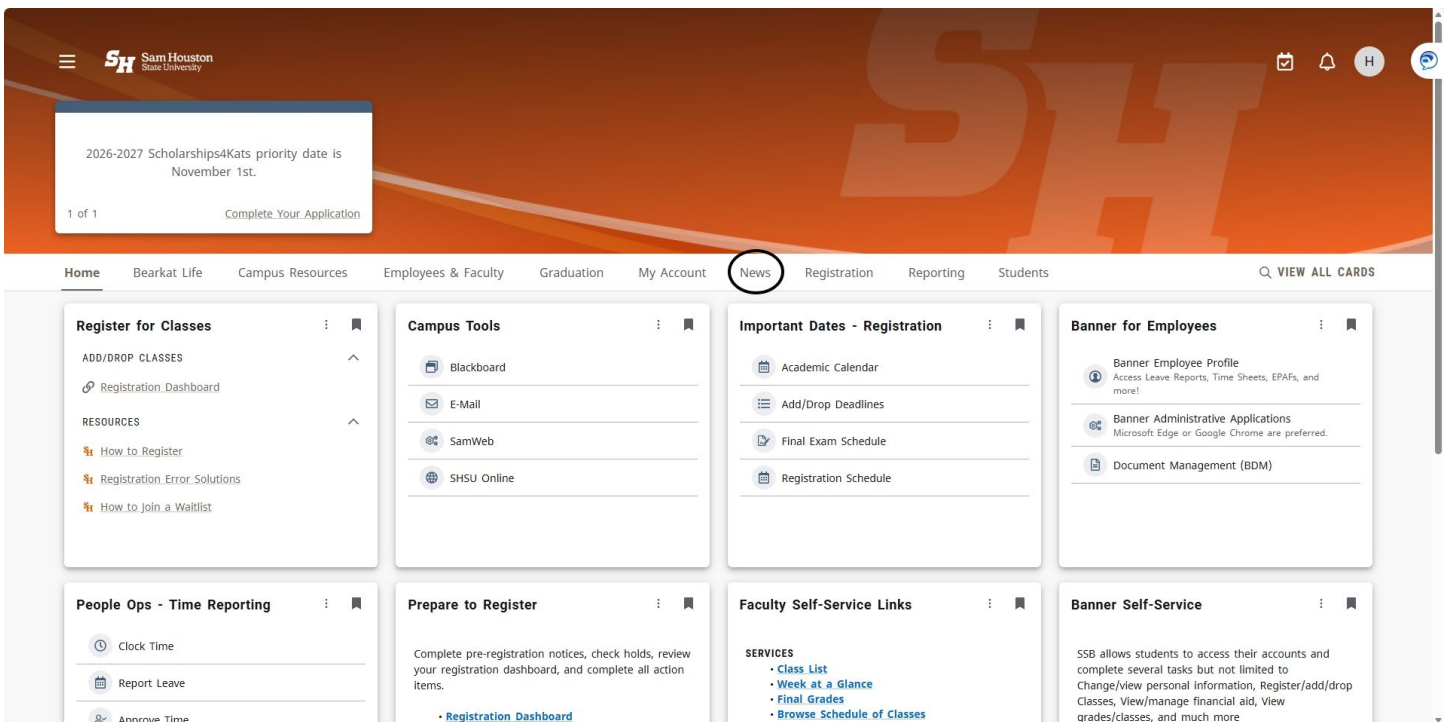 SH Sam Houston
State University
H
2026-2027 Scholarships4Kats priority date is
November 1st.
1 of 1 Complete Your Application
SH
Home Bearkat Life Campus Resources Employees & Faculty Graduation My Account News Registration Reporting Students VIEW ALL CARDS
Register for Classes
ADD/DROP CLASSES
Registration Dashboard
RESOURCES
How to Register
Registration Error Solutions
How to Join a Waitlist
Campus Tools
Blackboard
E-Mail
SamWeb
SHSU Online
Important Dates - Registration
Academic Calendar
Add/Drop Deadlines
Final Exam Schedule
Registration Schedule
Banner for Employees
Banner Employee Profile
Access Leave Reports, Time Sheets, EPAFs, and
more!
Banner Administrative Applications
Microsoft Edge or Google Chrome are preferred.
Document Management (BDM)
People Ops - Time Reporting
Clock Time
Report Leave
Approve Time
Prepare to Register
Complete pre-registration notices, check holds, review
your registration dashboard, and complete all action
items.
• Registration Dashboard
Faculty Self-Service Links
SERVICES
• Class List
• Week at a Glance
• Final Grades
• Browse Schedule of Classes
Banner Self-Service
SSB allows students to access their accounts and
complete several tasks but not limited to
Change/view personal information, Register/add/drop
Classes, View/manage financial aid, View
grades/classes, and much more